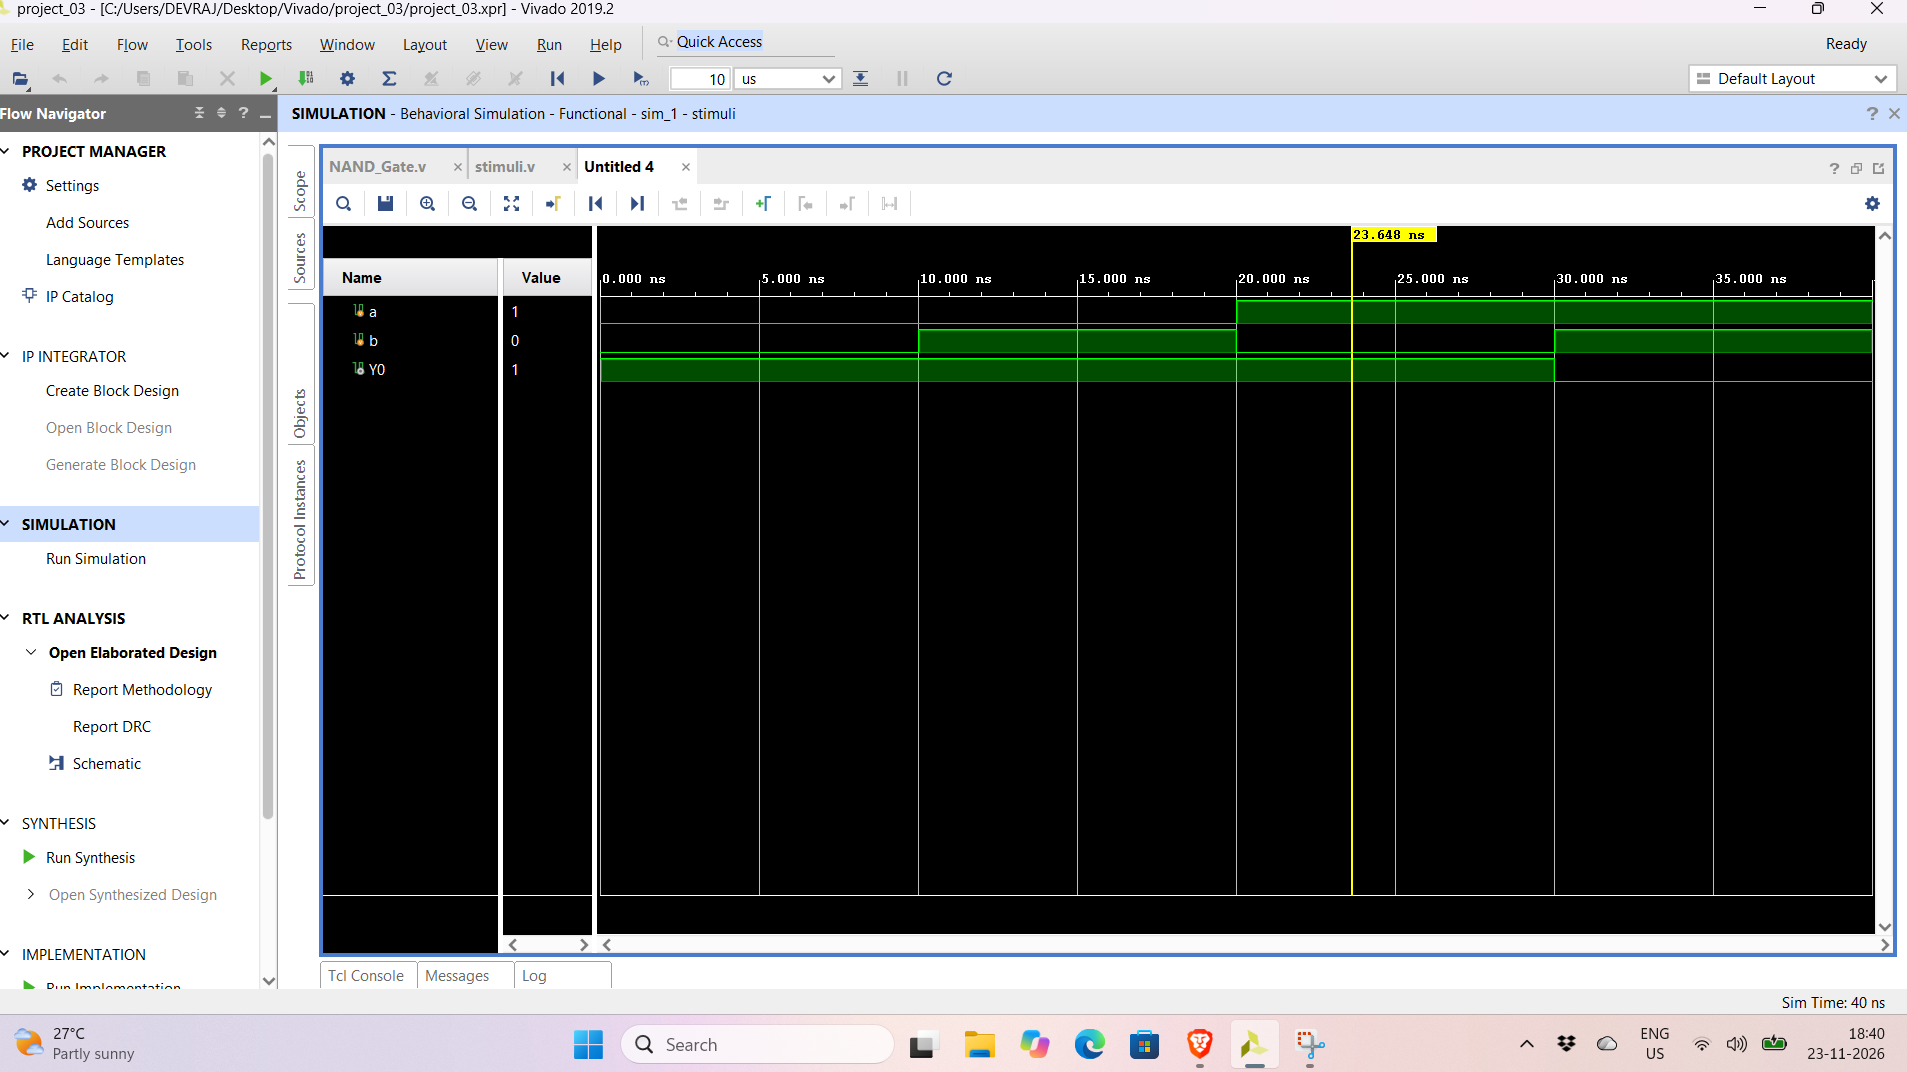 project_03 - [C:/Users/DEVRAJ/Desktop/Vivado/project_03/project_03.xpr] - Vivado 2019.2
File Edit Flow Tools Reports Window Layout View Run Help Quick Access Ready
10 us Default Layout
Flow Navigator
SIMULATION - Behavioral Simulation - Functional - sim_1 - stimuli
PROJECT MANAGER
Settings
Add Sources
Language Templates
IP Catalog
IP INTEGRATOR
Create Block Design
Open Block Design
Generate Block Design
SIMULATION
Run Simulation
RTL ANALYSIS
Open Elaborated Design
Report Methodology
Report DRC
Schematic
SYNTHESIS
Run Synthesis
Open Synthesized Design
IMPLEMENTATION
Run Implementation
Scope
Sources
Objects
Protocol Instances
NAND_Gate.v stimuli.v Untitled 4
23.648 ns
Name Value 0.000 ns 5.000 ns 10.000 ns 15.000 ns 20.000 ns 25.000 ns 30.000 ns 35.000 ns
a 1
b 0
Y0 1
Tcl Console Messages Log
Sim Time: 40 ns
27°C
Partly sunny
Search
ENG
US
18:40
23-11-2026